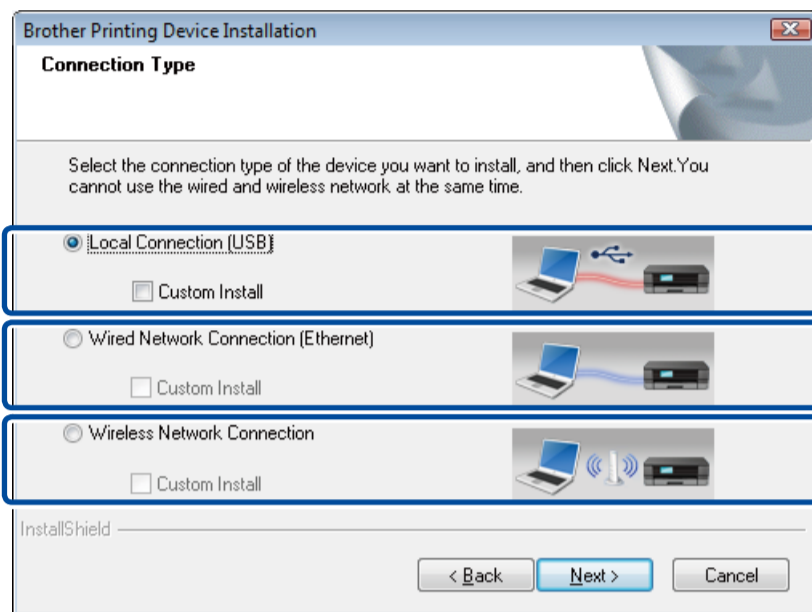 Brother Printing Device Installation
Connection Type
Select the connection type of the device you want to install, and then click Next.You
cannot use the wired and wireless network at the same time.
Local Connection (USB)
Custom Install
Wired Network Connection (Ethernet)
Custom Install
Wireless Network Connection
Custom Install
InstallShield
< Back Next > Cancel